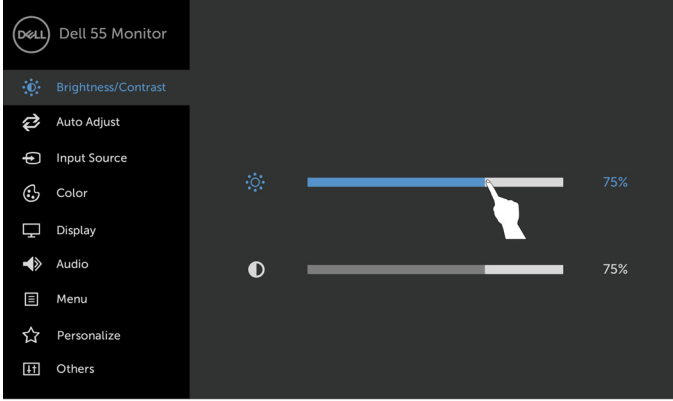 DELL Dell 55 Monitor
Brightness/Contrast
Auto Adjust
Input Source
Color
75%
Display
Audio
75%
Menu
Personalize
Others